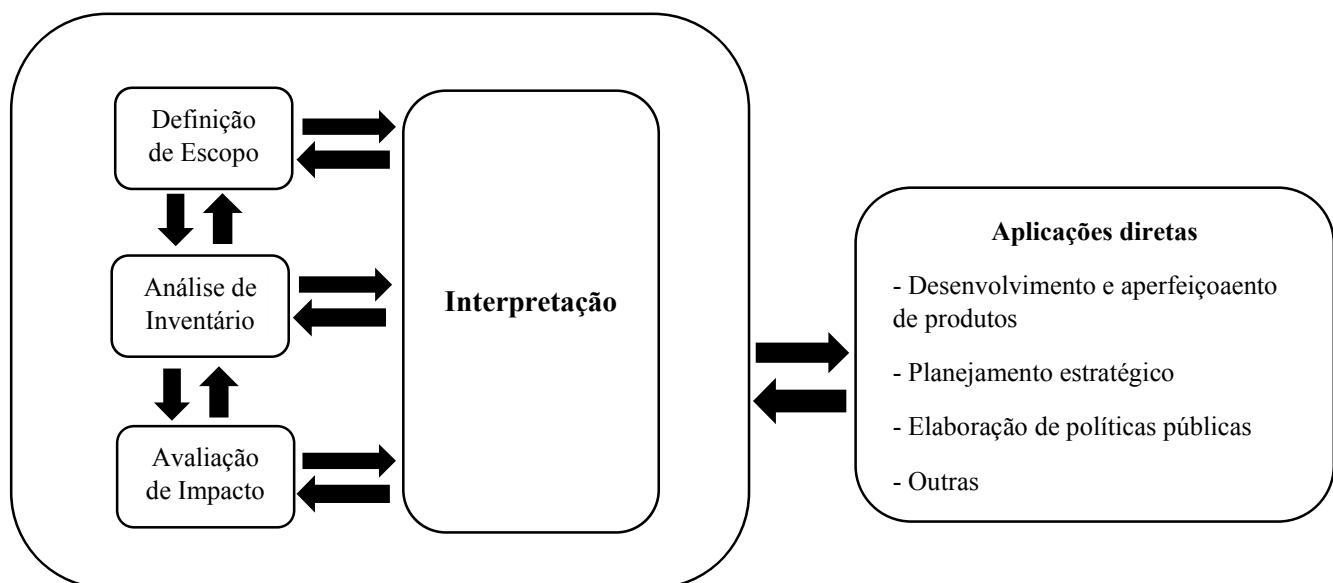 Definição
de Escopo
Análise de
Inventário
Avaliação
de Impacto
Interpretação
Aplicações diretas
- Desenvolvimento e aperfeiçoaento
de produtos
- Planejamento estratégico
- Elaboração de políticas públicas
- Outras